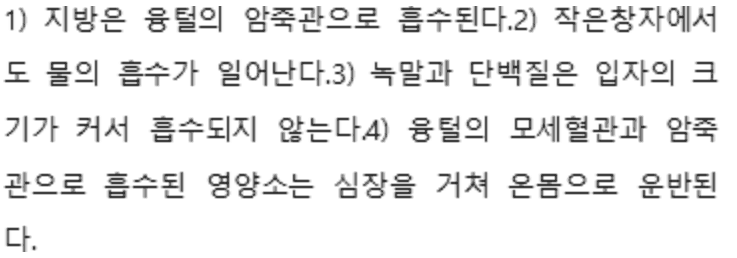 1) 지방은 융털의 암죽관으로 흡수된다.2) 작은창자에서
도 물의 흡수가 일어난다.3) 녹말과 단백질은 입자의 크
기가 커서 흡수되지 않는다.4) 융털의 모세혈관과 암죽
관으로 흡수된 영양소는 심장을 거쳐 온몸으로 운반된
다.